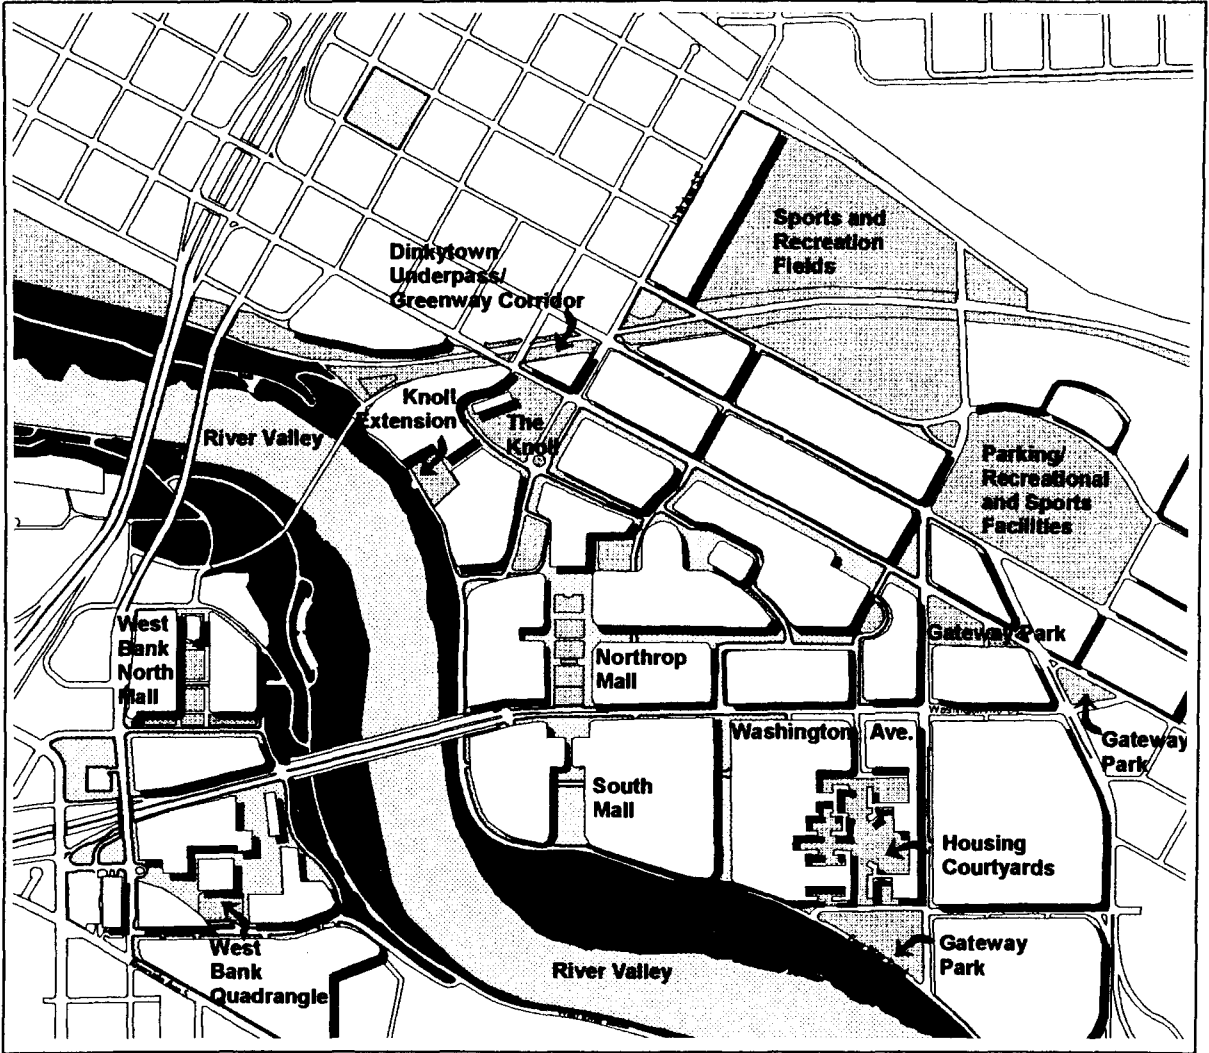 Sports and
Recreation
Fields
Dinkytown
Underpass/
Greenway Corridor
Knoll
Extension
The
Knoll
River Valley
Parking/
Recreational
and Sports
Facilities
West
Bank
North
Mall
Gateway Park
Northrop
Mall
Washington Ave.
Gateway
Park
South
Mall
Housing
Courtyards
West
Bank
Quadrangle
River Valley
Gateway
Park